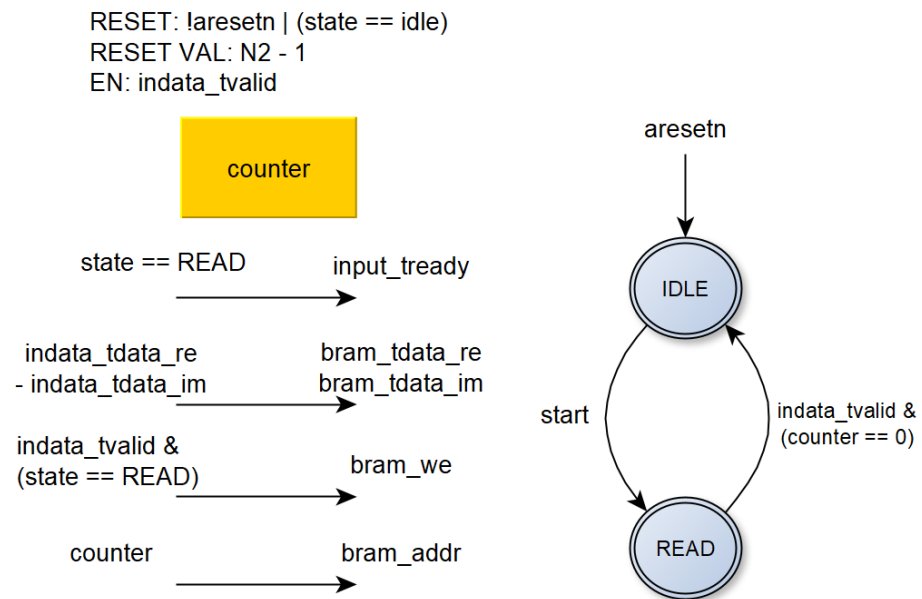 RESET: !aresetn | (state == idle)
RESET VAL: N2 - 1
EN: indata_tvalid
counter
state == READ
input_tready
indata_tdata_re
- indata_tdata_im
bram_tdata_re
bram_tdata_im
indata_tvalid &
(state == READ)
bram_we
counter
bram_addr
aresetn
IDLE
start
indata_tvalid &
(counter == 0)
READ